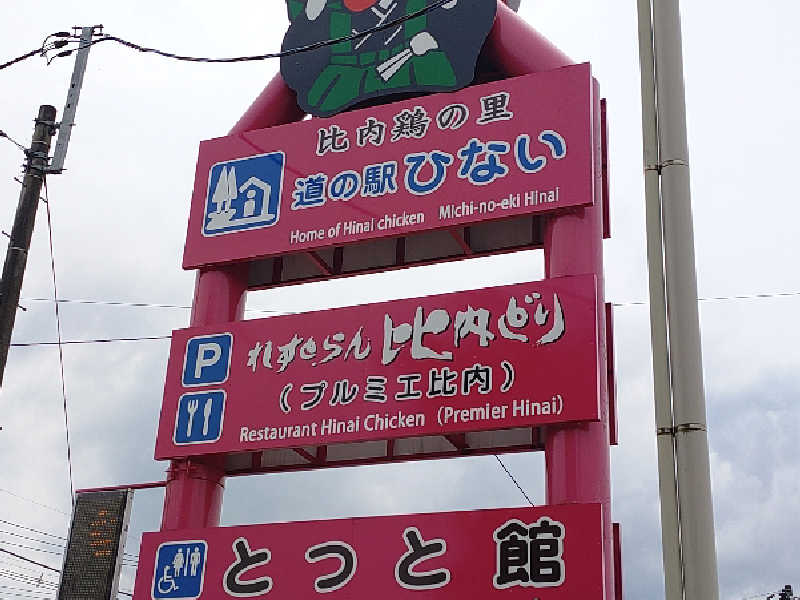 比内鶏の里
道の駅ひない
Home of Hinai chicken Michi-no-eki Hinai
P れすとらん比内どり
(プルミエ比内)
Restaurant Hinai Chicken (Premier Hinai)
とっと館